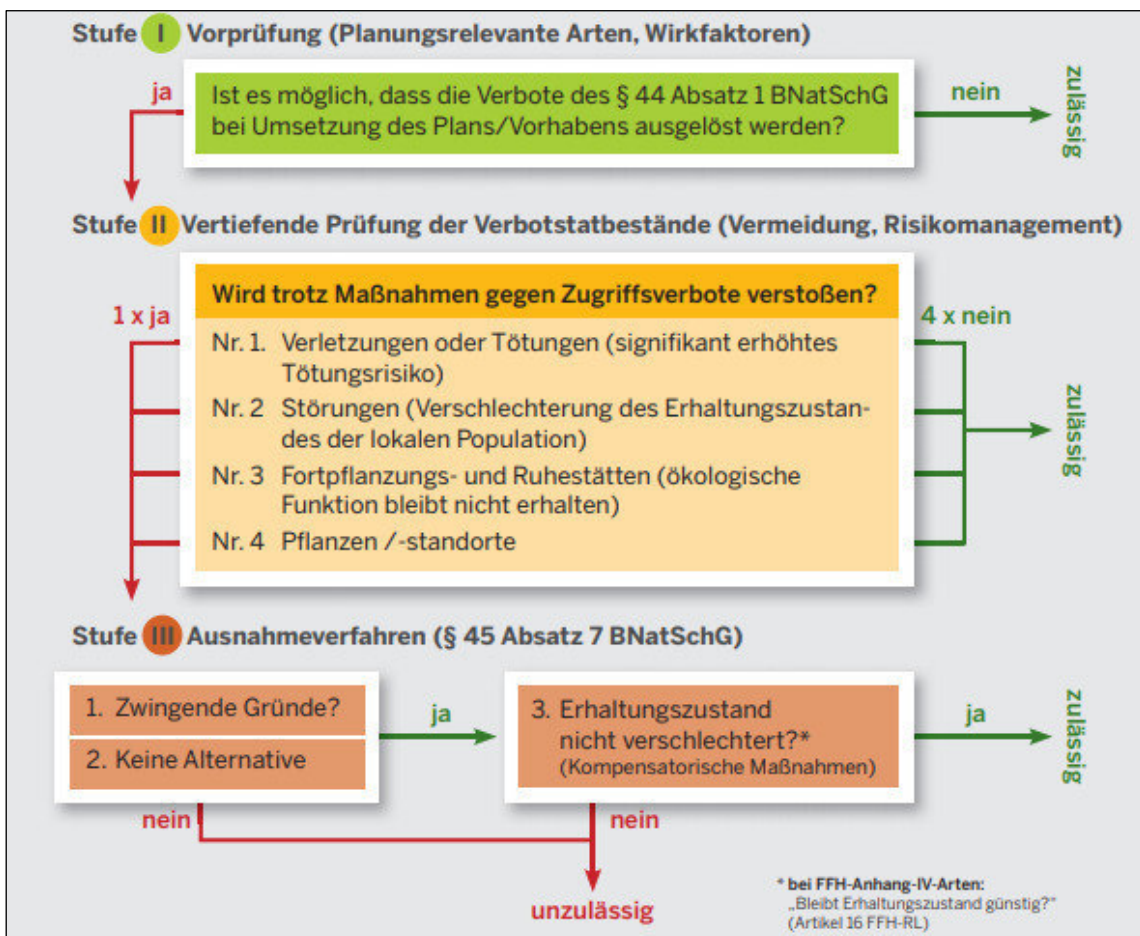 Stufe I Vorprüfung (Planungsrelevante Arten, Wirkfaktoren)
ja
Ist es möglich, dass die Verbote des § 44 Absatz 1 BNatSchG
bei Umsetzung des Plans/Vorhabens ausgelöst werden?
nein
zulässig
Stufe II Vertiefende Prüfung der Verbotstatbestände (Vermeidung, Risikomanagement)
Wird trotz Maßnahmen gegen Zugriffsverbote verstoßen?
1 x ja
4 x nein
Nr. 1. Verletzungen oder Tötungen (signifikant erhöhtes
Tötungsrisiko)
Nr. 2 Störungen (Verschlechterung des Erhaltungszustan-
des der lokalen Population)
Nr. 3 Fortpflanzungs- und Ruhestätten (ökologische
Funktion bleibt nicht erhalten)
Nr. 4 Pflanzen /-standorte
zulässig
Stufe III Ausnahmeverfahren (§ 45 Absatz 7 BNatSchG)
1. Zwingende Gründe?
2. Keine Alternative
ja
3. Erhaltungszustand
nicht verschlechtert?*
(Kompensatorische Maßnahmen)
ja
zulässig
nein
nein
unzulässig
* bei FFH-Anhang-IV-Arten:
„Bleibt Erhaltungszustand günstig?"
(Artikel 16 FFH-RL)